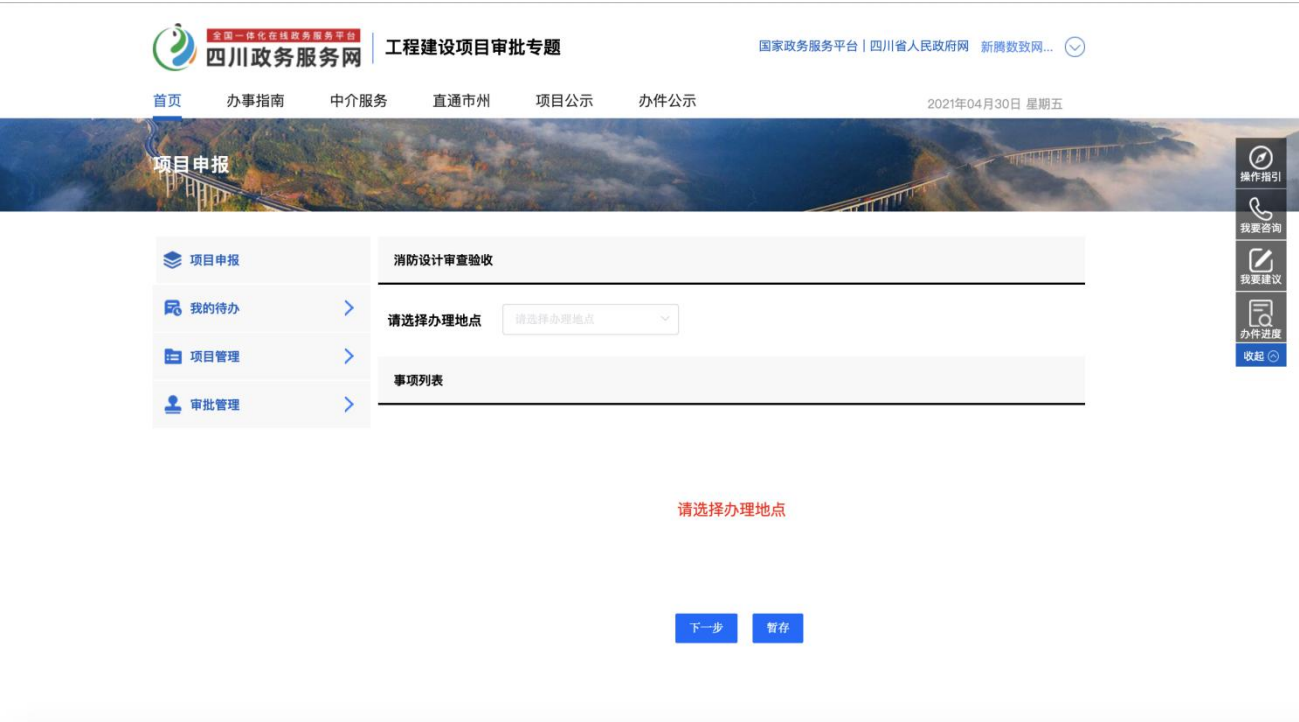 全国一体化在线政务服务平台
四川政务服务网
工程建设项目审批专题
国家政务服务平台 | 四川省人民政府网 新腾数致网...
首页 办事指南 中介服务 直通市州 项目公示 办件公示
2021年04月30日 星期五
项目申报
操作指引
我要咨询
我要建议
办件进度
收起
项目申报
我的待办
项目管理
审批管理
消防设计审查验收
请选择办理地点 请选择办理地点
事项列表
请选择办理地点
下一步 暂存